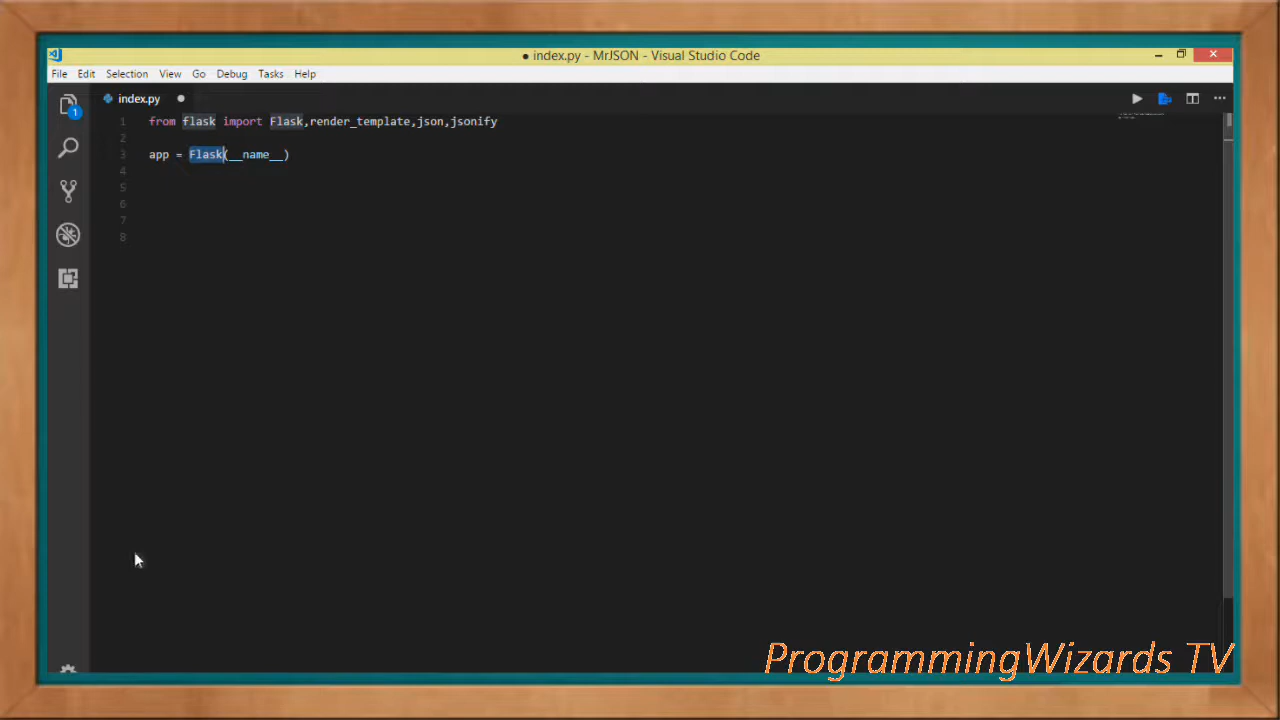 ● index.py - MrJSON - Visual Studio Code
File Edit Selection View Go Debug Tasks Help
1
index.py ●
1 from flask import Flask,render_template,json,jsonify
2
3 app = Flask(__name__)
4
5
6
7
8
ProgrammingWizards TV